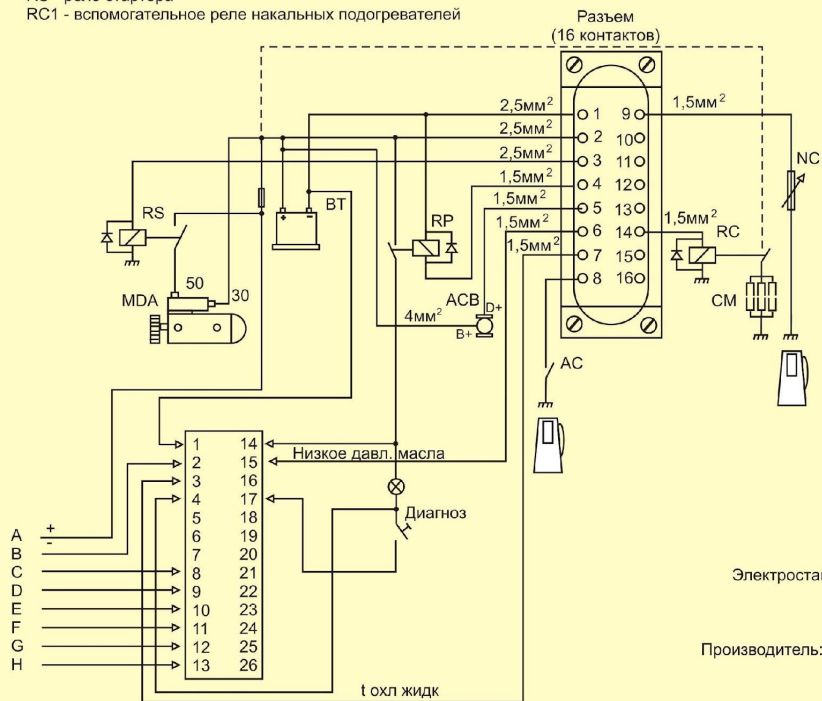 RC1 - вспомогательное реле накальных подогревателей
Разъем
(16 контактов)
2,5мм²
1
9
1,5мм²
2,5мм²
2
10
2,5мм²
3
11
NC
1,5мм²
4
12
RS
BT
RP
1,5мм²
5
13
1,5мм²
6
14
1,5мм²
RC
1,5мм²
7
15
50
30
8
16
MDA
ACB
D+
CM
4мм²
B+
AC
1
14
Низкое давл. масла
2
15
3
16
4
17
Диагноз
5
18
A
+
6
19
-
B
7
20
C
8
21
D
9
22
E
10
23
F
11
24
G
12
25
H
13
26
t охл жидк
Электроста
Производитель: